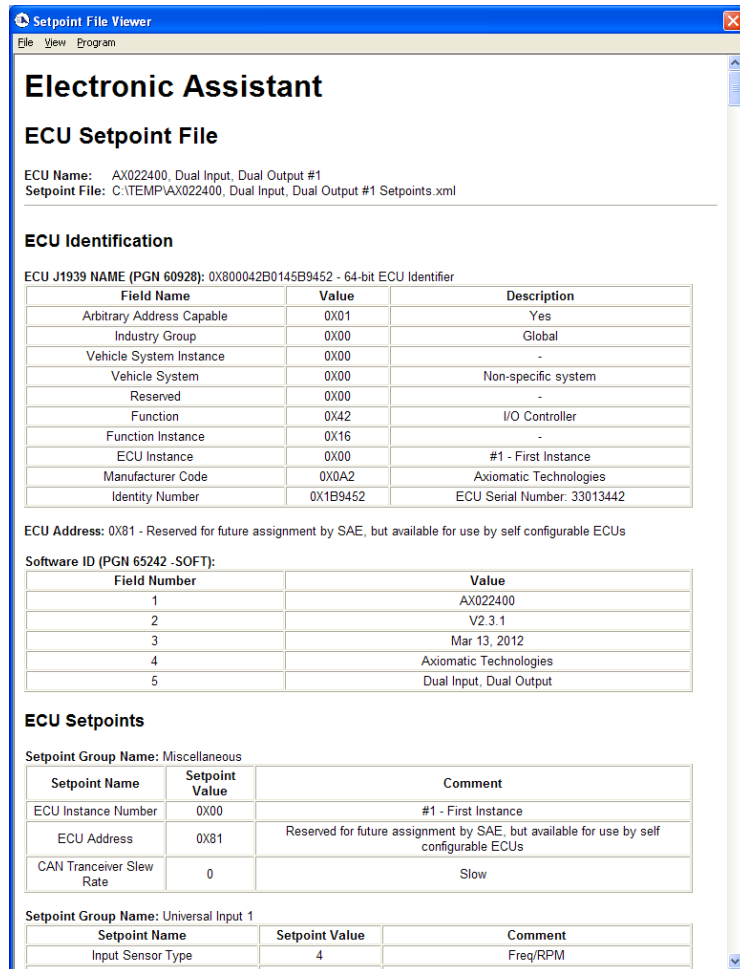 Setpoint File Viewer
File View Program
Electronic Assistant
ECU Setpoint File
ECU Name: AX022400, Dual Input, Dual Output #1
Setpoint File: C:\TEMP\AX022400, Dual Input, Dual Output #1 Setpoints.xml
ECU Identification
ECU J1939 NAME (PGN 60928): 0X800042B0145B9452 - 64-bit ECU Identifier
Field Name Value Description
Arbitrary Address Capable 0X01 Yes
Industry Group 0X00 Global
Vehicle System Instance 0X00 -
Vehicle System 0X00 Non-specific system
Reserved 0X00 -
Function 0X42 I/O Controller
Function Instance 0X16 -
ECU Instance 0X00 #1 - First Instance
Manufacturer Code 0X0A2 Axiomatic Technologies
Identity Number 0X1B9452 ECU Serial Number: 33013442
ECU Address: 0X81 - Reserved for future assignment by SAE, but available for use by self configurable ECUs
Software ID (PGN 65242 -SOFT):
Field Number Value
1 AX022400
2 V2.3.1
3 Mar 13, 2012
4 Axiomatic Technologies
5 Dual Input, Dual Output
ECU Setpoints
Setpoint Group Name: Miscellaneous
Setpoint Name Setpoint Value Comment
ECU Instance Number 0X00 #1 - First Instance
ECU Address 0X81 Reserved for future assignment by SAE, but available for use by self
configurable ECUs
CAN Tranceiver Slew
Rate 0 Slow
Setpoint Group Name: Universal Input 1
Setpoint Name Setpoint Value Comment
Input Sensor Type 4 Freq/RPM